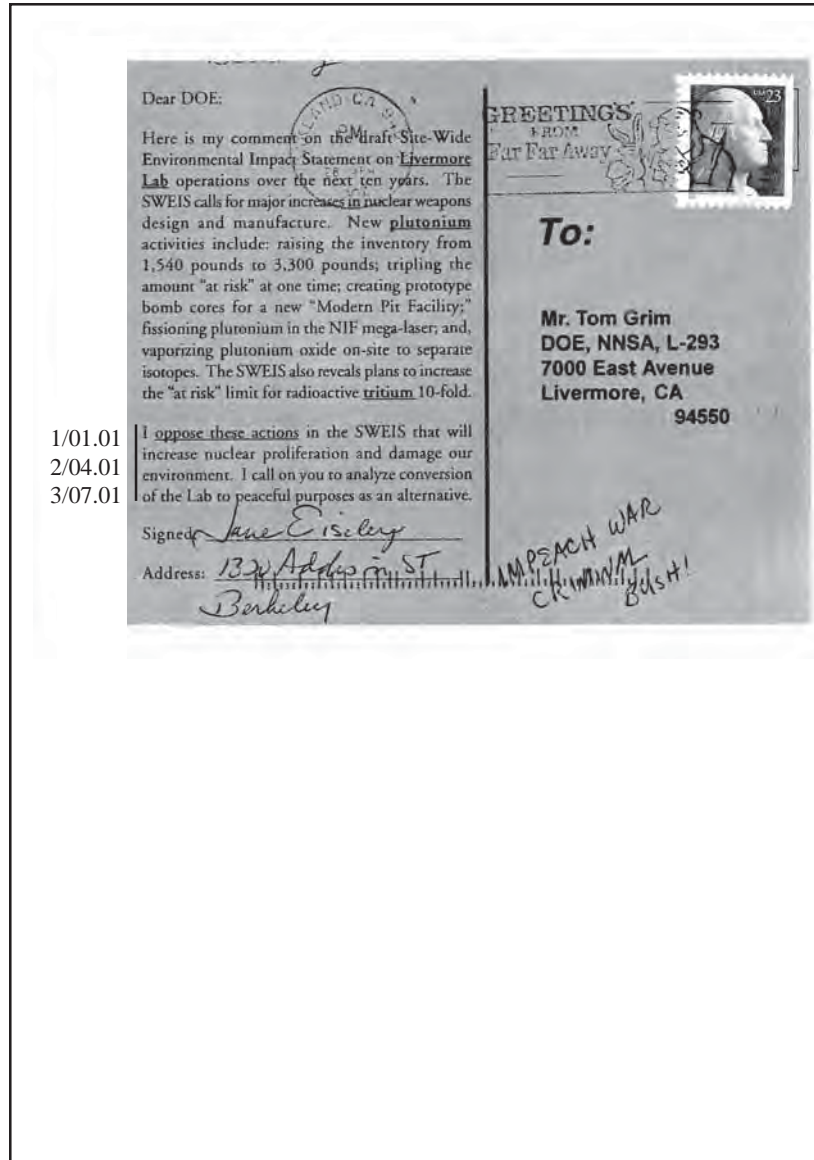 Dear DOE:
Here is my comment on the draft Site-Wide
Environmental Impact Statement on Livermore
Lab operations over the next ten years. The
SWEIS calls for major increases in nuclear weapons
design and manufacture. New plutonium
activities include: raising the inventory from
1,540 pounds to 3,300 pounds; tripling the
amount "at risk" at one time; creating prototype
bomb cores for a new "Modern Pit Facility;"
fissioning plutonium in the NIF mega-laser; and,
vaporizing plutonium oxide on-site to separate
isotopes. The SWEIS also reveals plans to increase
the "at risk" limit for radioactive tritium 10-fold.
1/01.01
2/04.01
3/07.01
I oppose these actions in the SWEIS that will
increase nuclear proliferation and damage our
environment. I call on you to analyze conversion
of the Lab to peaceful purposes as an alternative.
Signed: Jane Eiseley
Address: ST
Berkeley
CA
PM
GREETINGS
FROM
Far Far Away
USA 23
To:
Mr. Tom Grim
DOE, NNSA, L-293
7000 East Avenue
Livermore, CA
94550
IMPEACH WAR
CRIMINAL
BUSH!